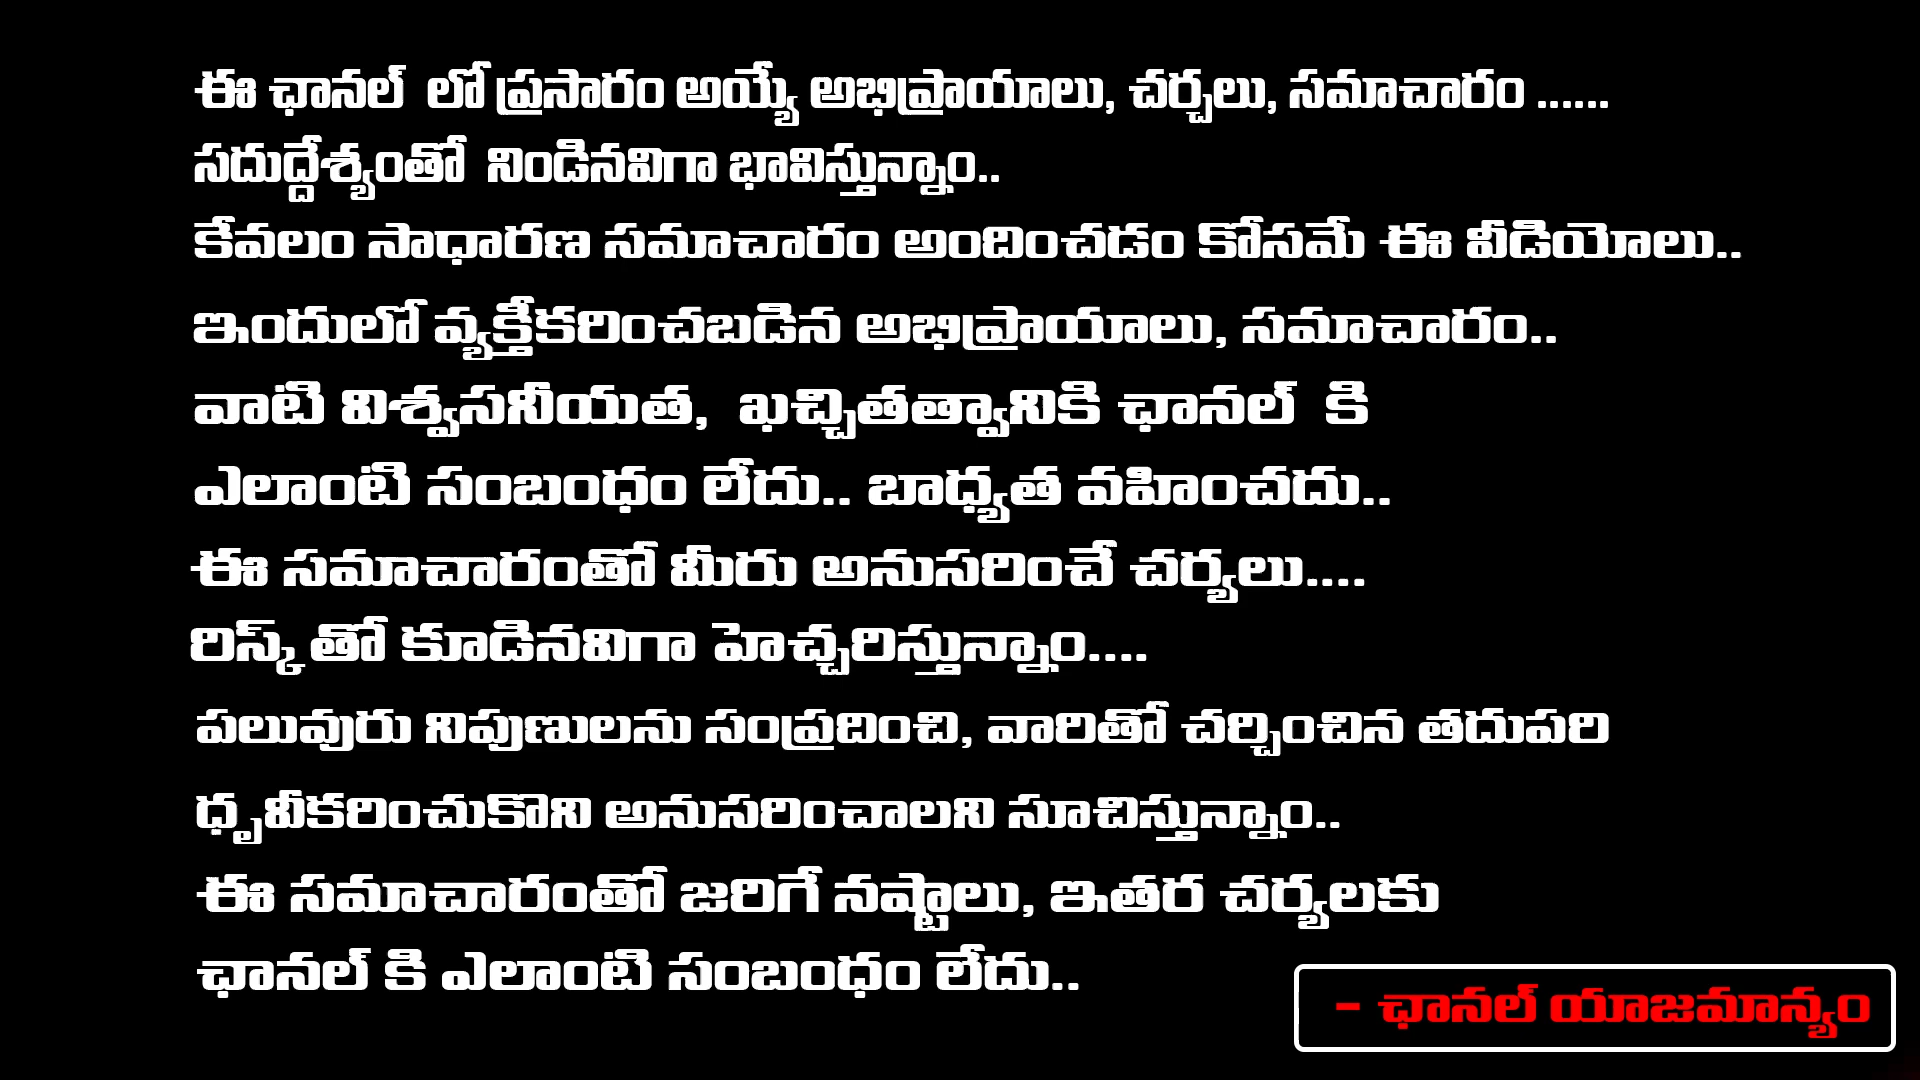 ఈ ఛానల్ లో ప్రసారం అయ్యే అభిప్రాయాలు, చర్చలు, సమాచారం ......
సదుద్దేశ్యంతో నిండినవిగా భావిస్తున్నాం..
కేవలం సాధారణ సమాచారం అందించడం కోసమే ఈ వీడియోలు..
ఇందులో వ్యక్తీకరించబడిన అభిప్రాయాలు, సమాచారం..
వాటి విశ్వసనీయత, ఖచ్చితత్వానికి ఛానల్ కి
ఎలాంటి సంబంధం లేదు.. బాధ్యత వహించదు..
ఈ సమాచారంతో మీరు అనుసరించే చర్యలు....
రిస్క్ తో కూడినవిగా హెచ్చరిస్తున్నాం....
పలువురు నిపుణులను సంప్రదించి, వారితో చర్చించిన తదుపరి
ధృవీకరించుకొని అనుసరించాలని సూచిస్తున్నాం..
ఈ సమాచారంతో జరిగే నష్టాలు, ఇతర చర్యలకు
ఛానల్ కి ఎలాంటి సంబంధం లేదు..
- ఛానల్ యాజమాన్యం